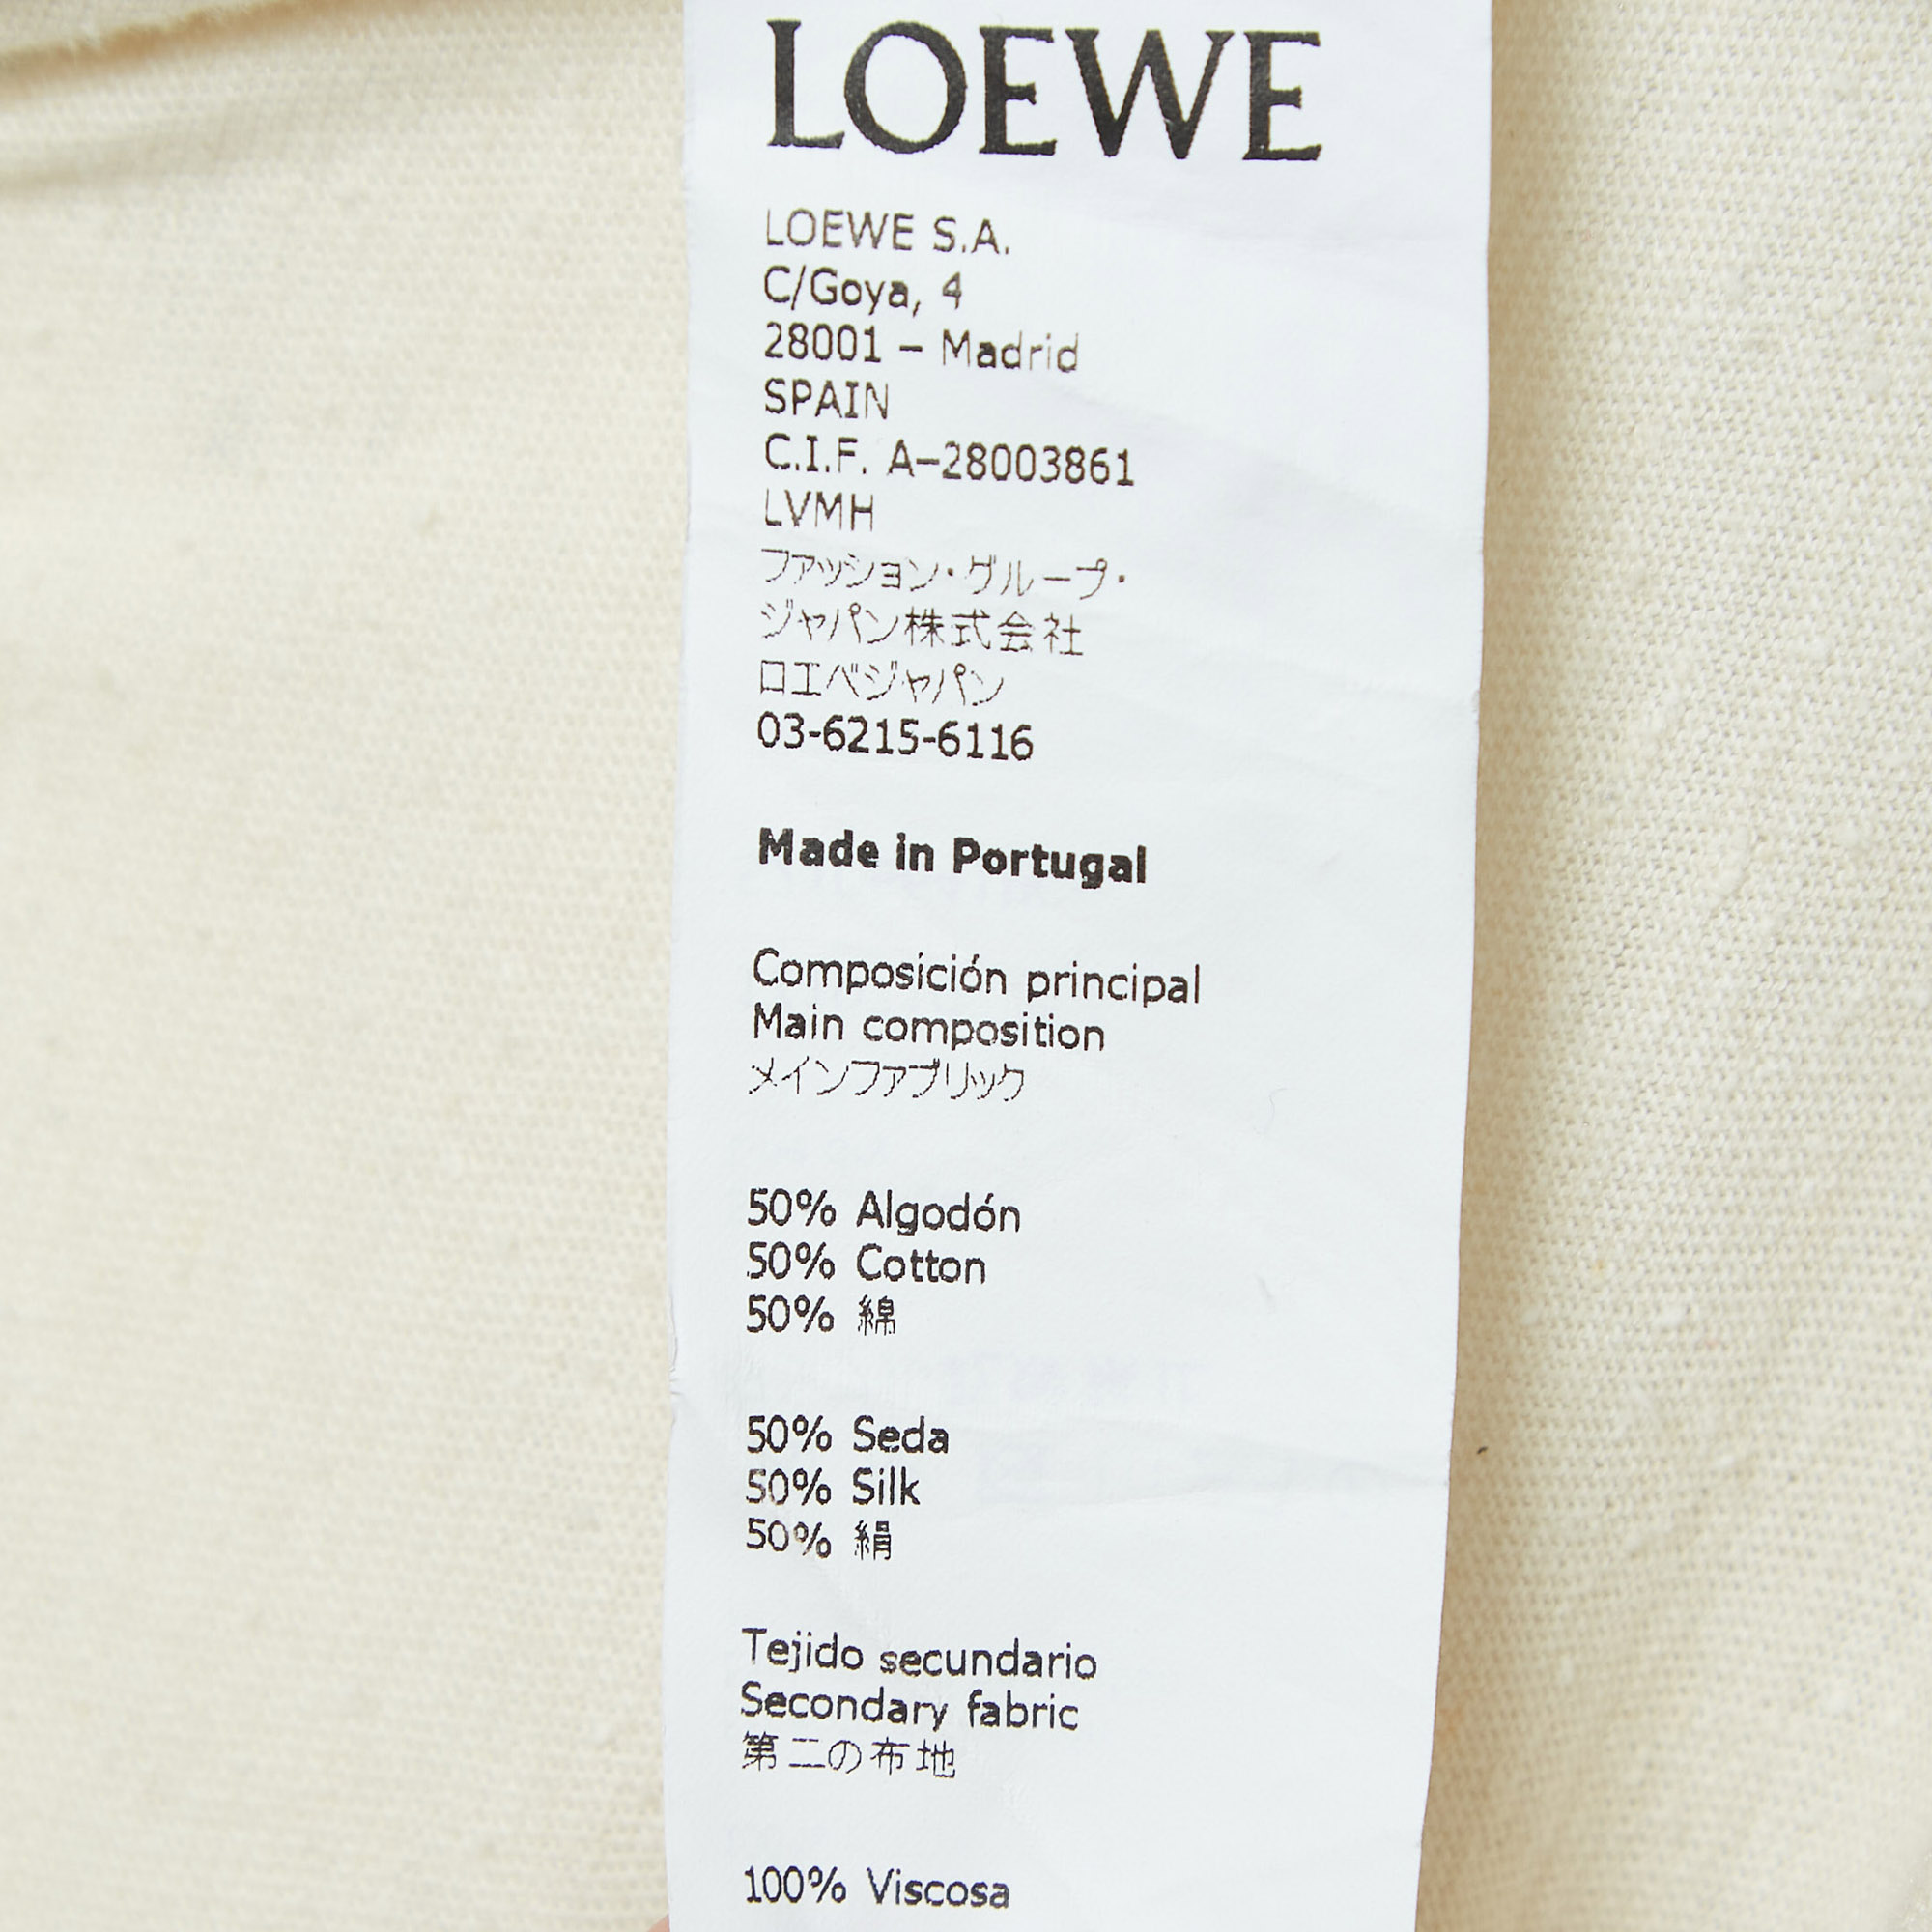 LOEWE
LOEWE S.A.
C/Goya, 4
28001 – Madrid
SPAIN
C.I.F. A–28003861
LVMH
ファッション・グループ・
ジャパン株式会社
ロエベジャパン
03-6215-6116
Made in Portugal
Composición principal
Main composition
メインファブリック
50% Algodón
50% Cotton
50% 綿
50% Seda
50% Silk
50% 絹
Tejido secundario
Secondary fabric
第二の布地
100% Viscosa